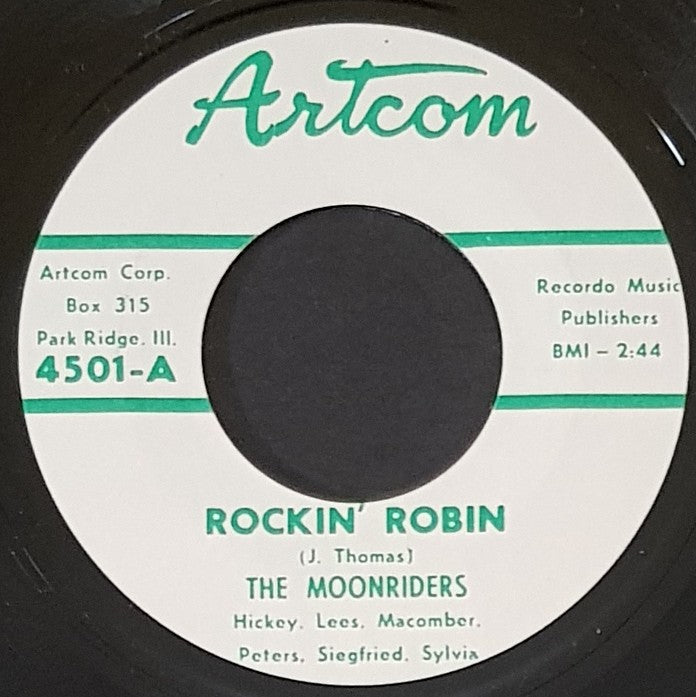 Artcom
Artcom Corp.
Box 315
Park Ridge. Ill.
4501-A
Recordo Music
Publishers
BMI - 2:44
ROCKIN' ROBIN
(J. Thomas)
THE MOONRIDERS
Hickey. Lees. Macomber.
Peters. Siegfried. Sylvia